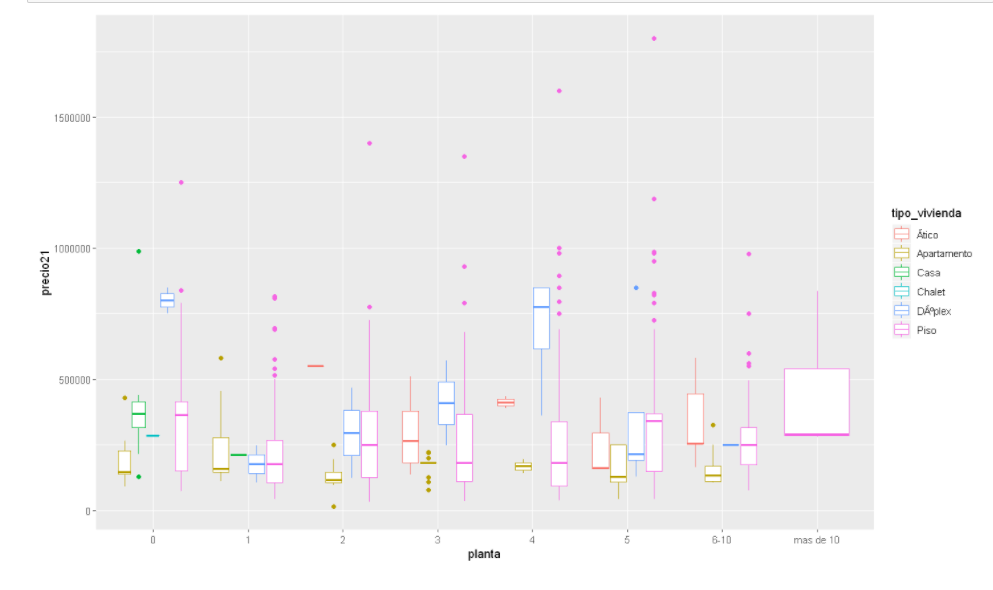 1500000
1000000
500000
0
precio21
0
1
2
3
4
5
6-10
mas de 10
planta
tipo_vivienda
Ãtico
Apartamento
Casa
Chalet
DÃºplex
Piso